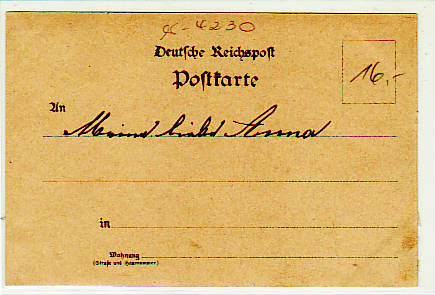 4230
Deutsche Reichspost
Postkarte
16,-
An
Meine liebe Anna
in
Wohnung
(Straße und Hausnummer)